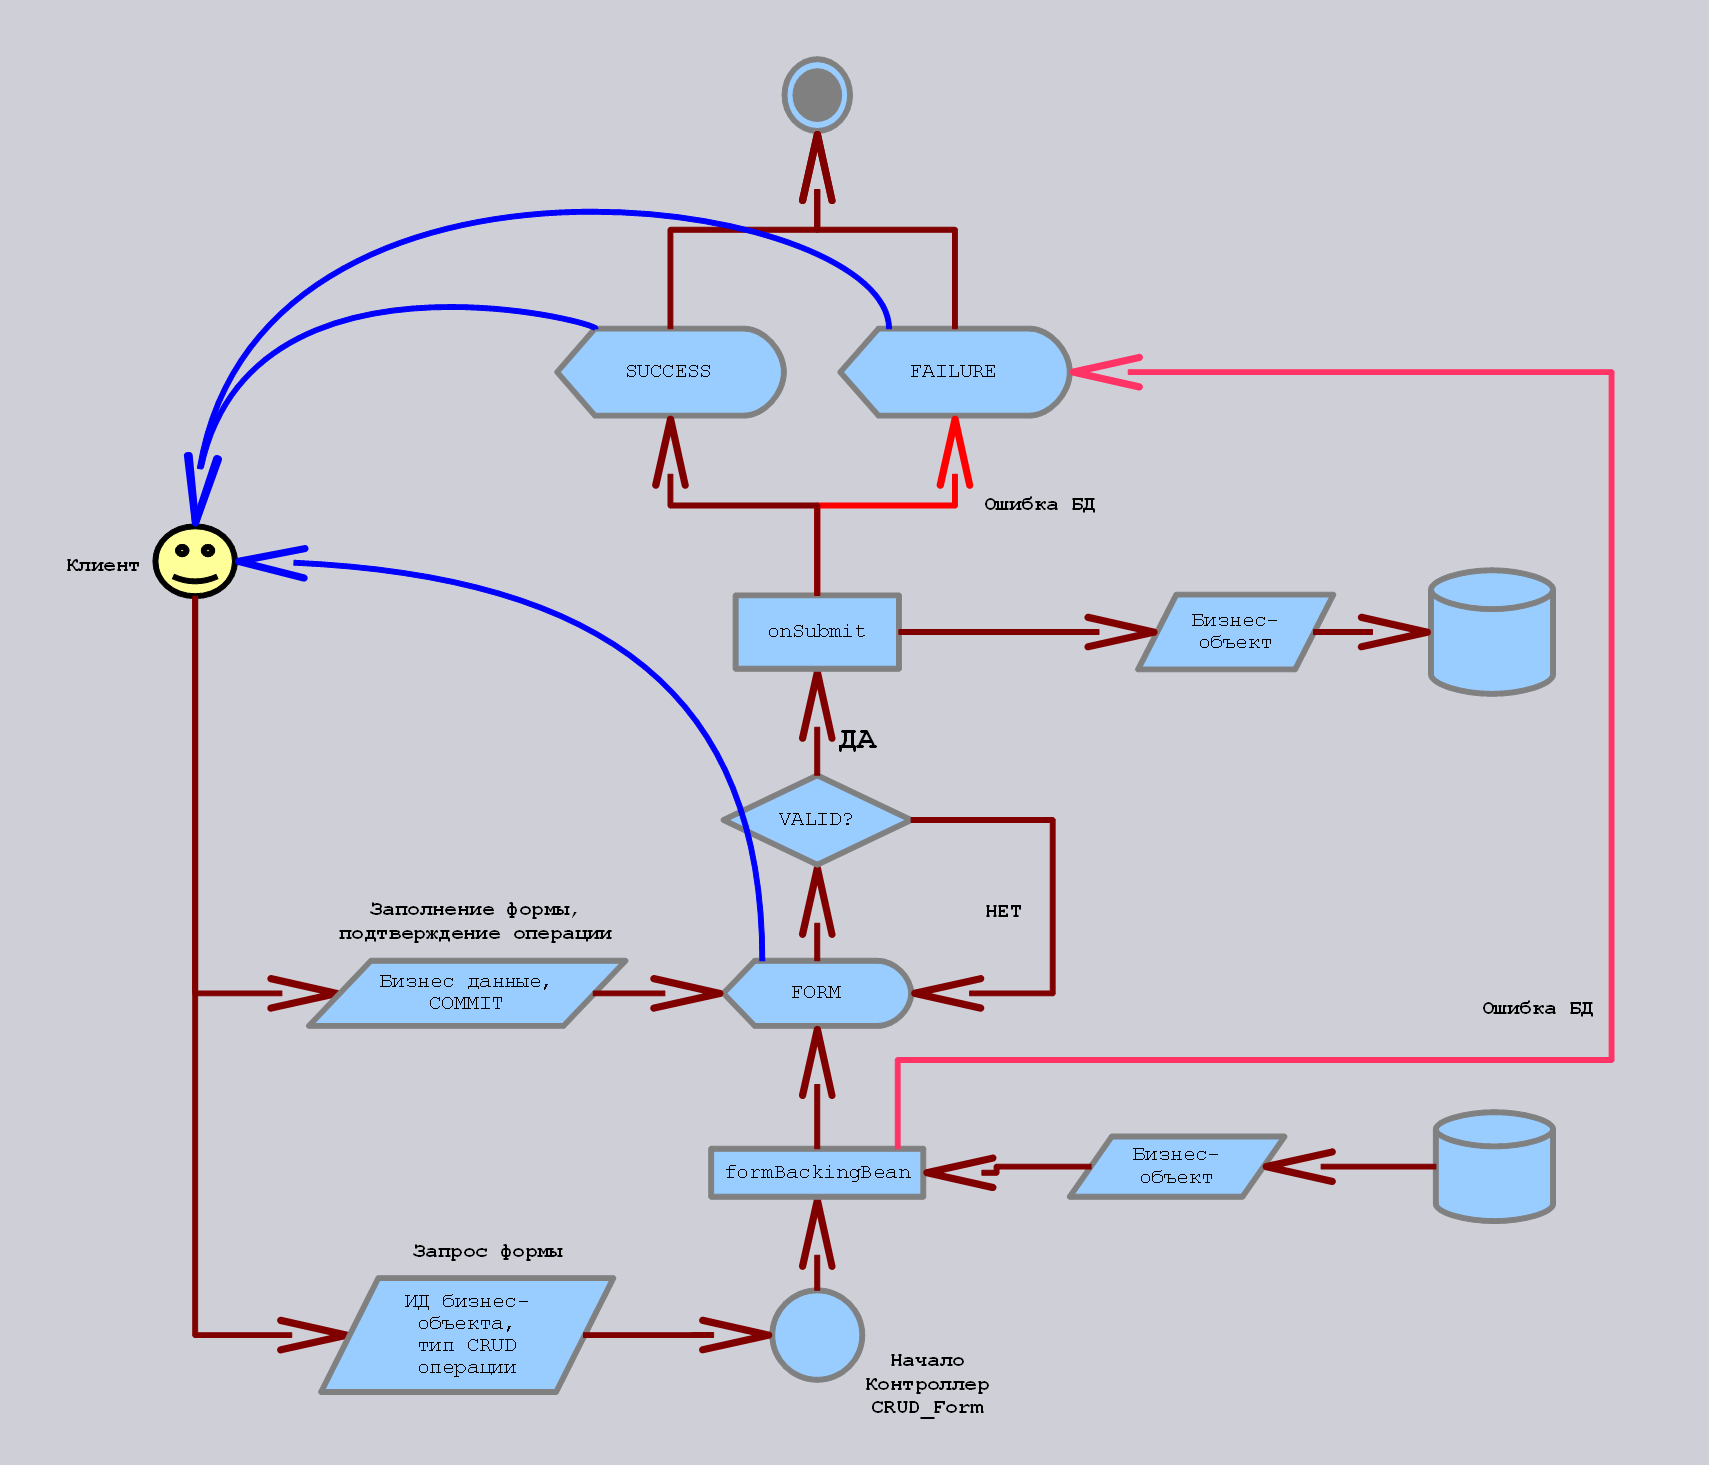 SUCCESS
FAILURE
Ошибка БД
Клиент
onSubmit
Бизнес-
объект
ДА
VALID?
НЕТ
Заполнение формы,
подтверждение операции
Бизнес данные,
COMMIT
FORM
Ошибка БД
formBackingBean
Бизнес-
объект
Запрос формы
ИД бизнес-
объекта,
тип CRUD
операции
Начало
Контроллер
CRUD_Form